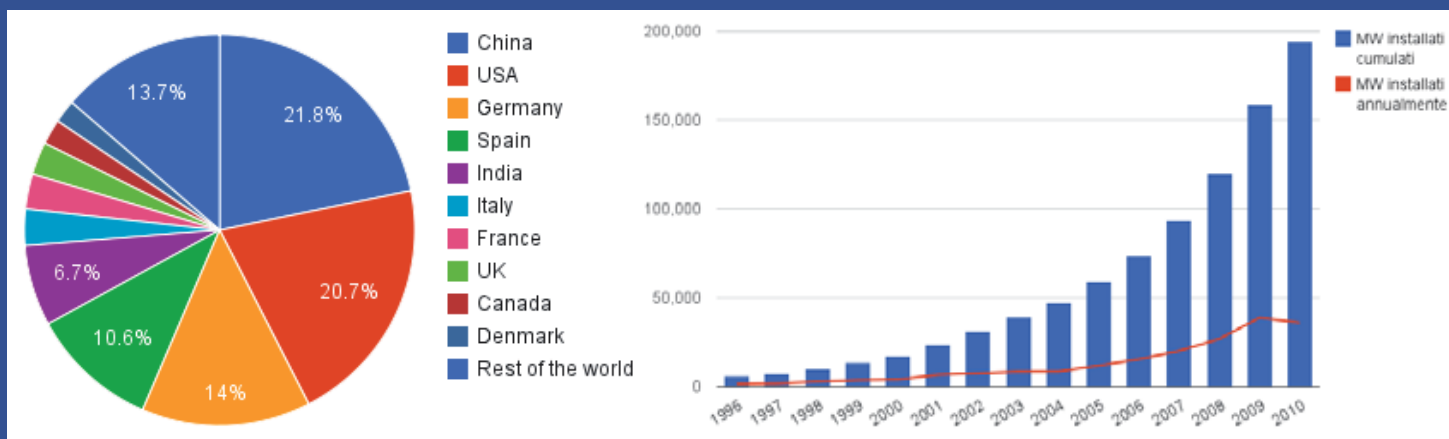 13.7%
21.8%
20.7%
14%
10.6%
6.7%
China
USA
Germany
Spain
India
Italy
France
UK
Canada
Denmark
Rest of the world
200,000
150,000
100,000
50,000
0
1996
1997
1998
1999
2000
2001
2002
2003
2004
2005
2006
2007
2008
2009
2010
MW installati
cumulati
MW installati
annualmente